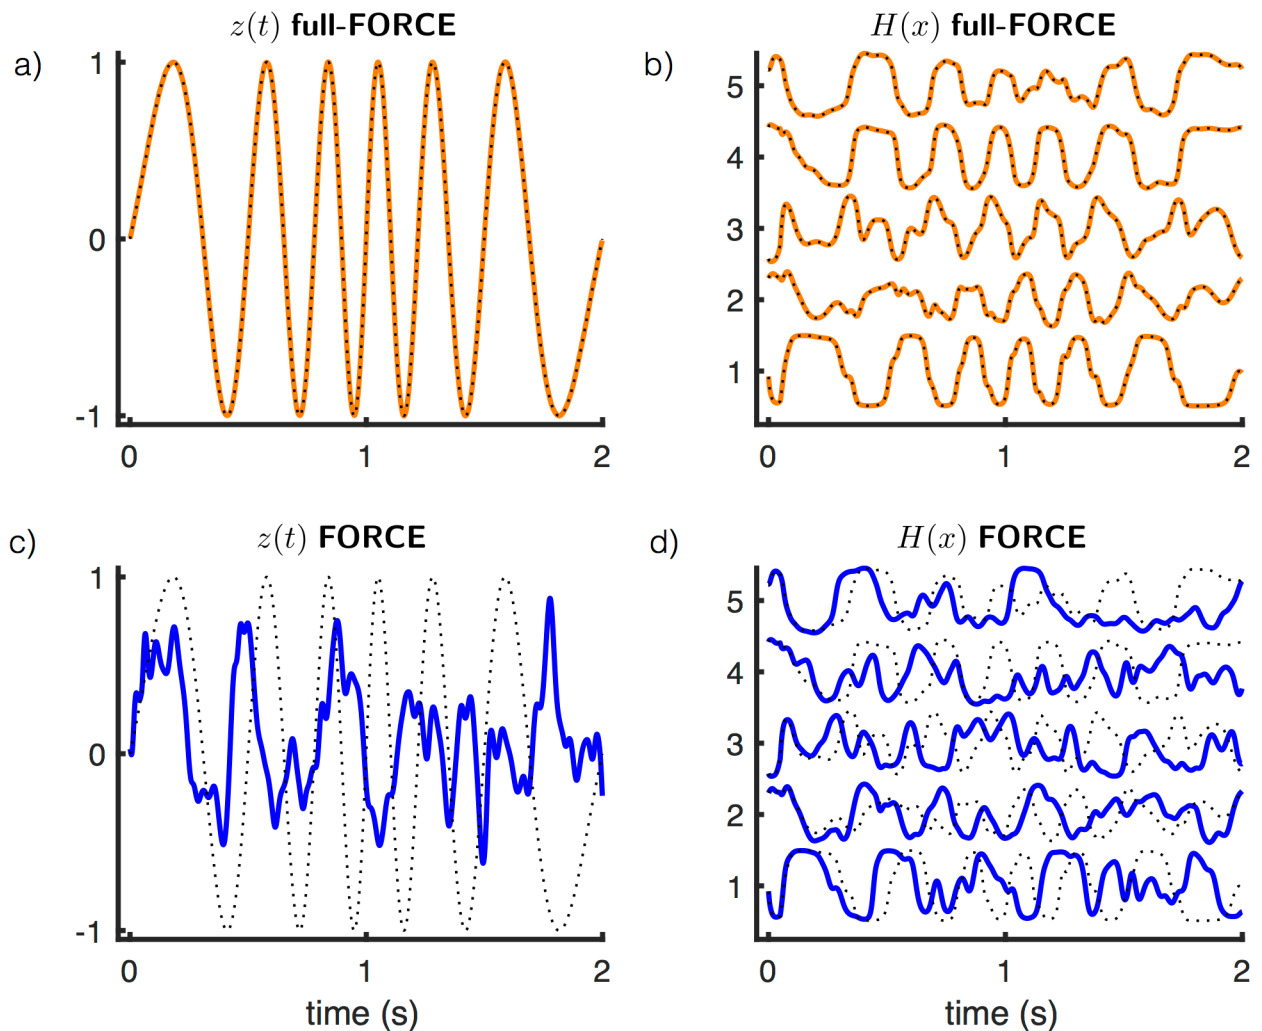 z(t) full-FORCE
H(x) full-FORCE
a)
b)
1
0
-1
0 1 2
5
4
3
2
1
0 1 2
z(t) FORCE
H(x) FORCE
c)
d)
1
0
-1
0 1 2
time (s)
5
4
3
2
1
0 1 2
time (s)